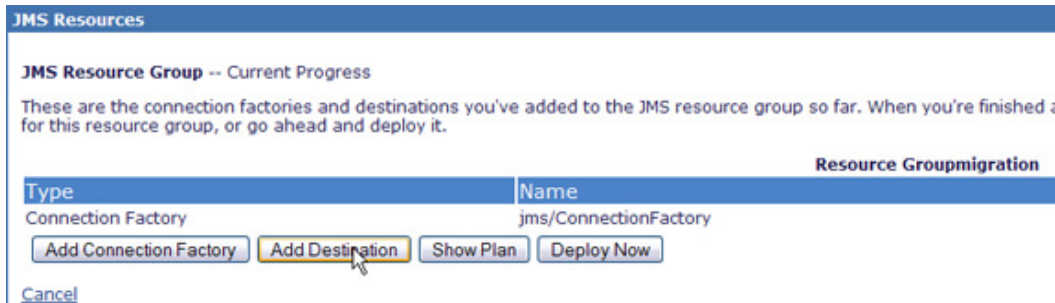 JMS Resources
JMS Resource Group -- Current Progress
These are the connection factories and destinations you've added to the JMS resource group so far. When you're finished
for this resource group, or go ahead and deploy it.
Resource Groupmigration
Type Name
Connection Factory jms/ConnectionFactory
Add Connection Factory Add Destination Show Plan Deploy Now
Cancel